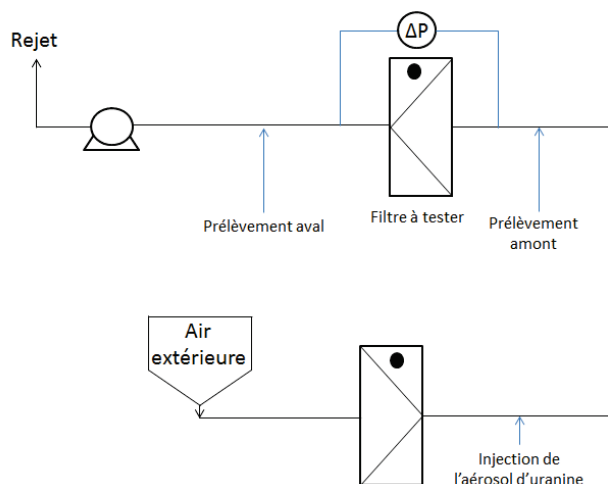 Rejet
ΔP
Prélèvement aval
Filtre à tester
Prélèvement
amont
Air
extérieure
Injection de
l'aérosol d'uranine